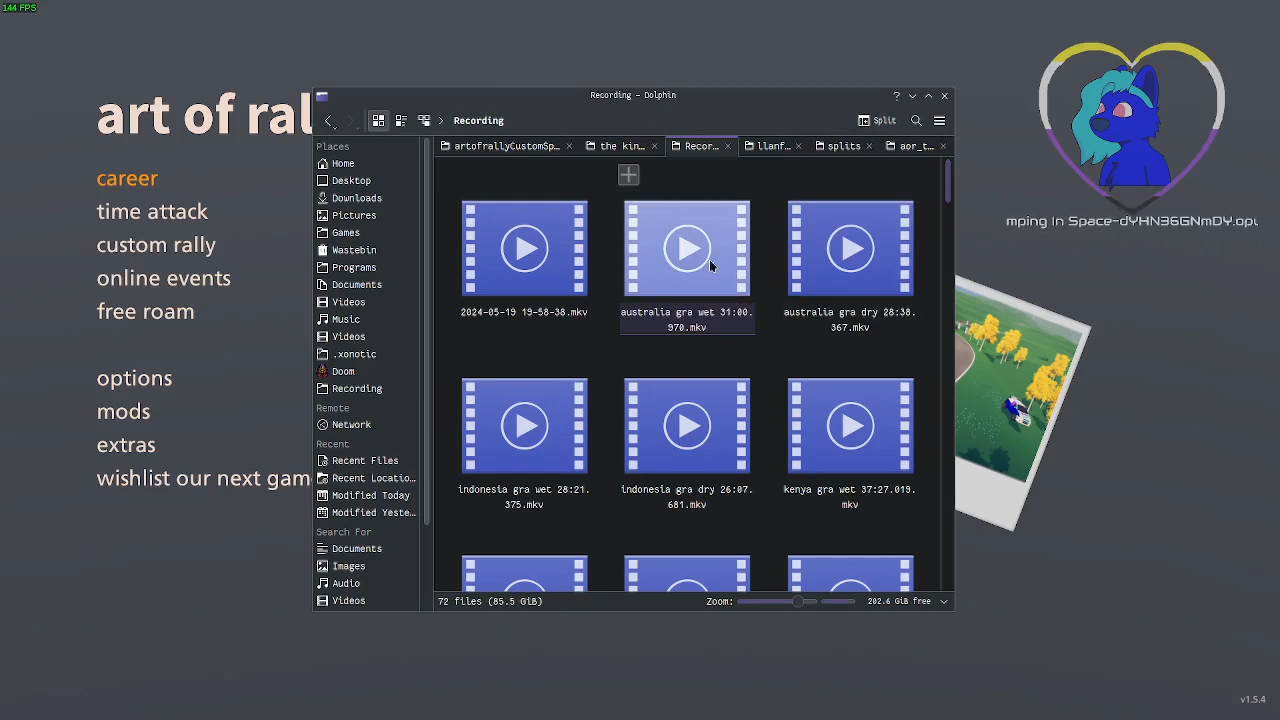 144 FPS
art of ral
career
time attack
custom rally
online events
free roam
options
mods
extras
wishlist our next gam
Recording – Dolphin
?
Recording
Split
Places
Home
Desktop
Downloads
Pictures
Games
Wastebin
Programs
Documents
Videos
Music
Videos
.xonotic
Doom
Recording
Remote
Network
Recent
Recent Files
Recent Locatio...
Modified Today
Modified Yeste...
Search For
Documents
Images
Audio
Videos
artofrallyCustomSp...
the kin...
Recor...
llanf...
splits
aor_t...
2024-05-19 19-58-38.mkv
australia gra wet 31:00.
970.mkv
australia gra dry 28:38.
367.mkv
indonesia gra wet 28:21.
375.mkv
indonesia gra dry 26:07.
681.mkv
kenya gra wet 37:27.019.
mkv
72 files (85.5 GiB)
Zoom:
202.6 GiB free
mping In Space-dYHN36GNmDY.opu
v1.5.4